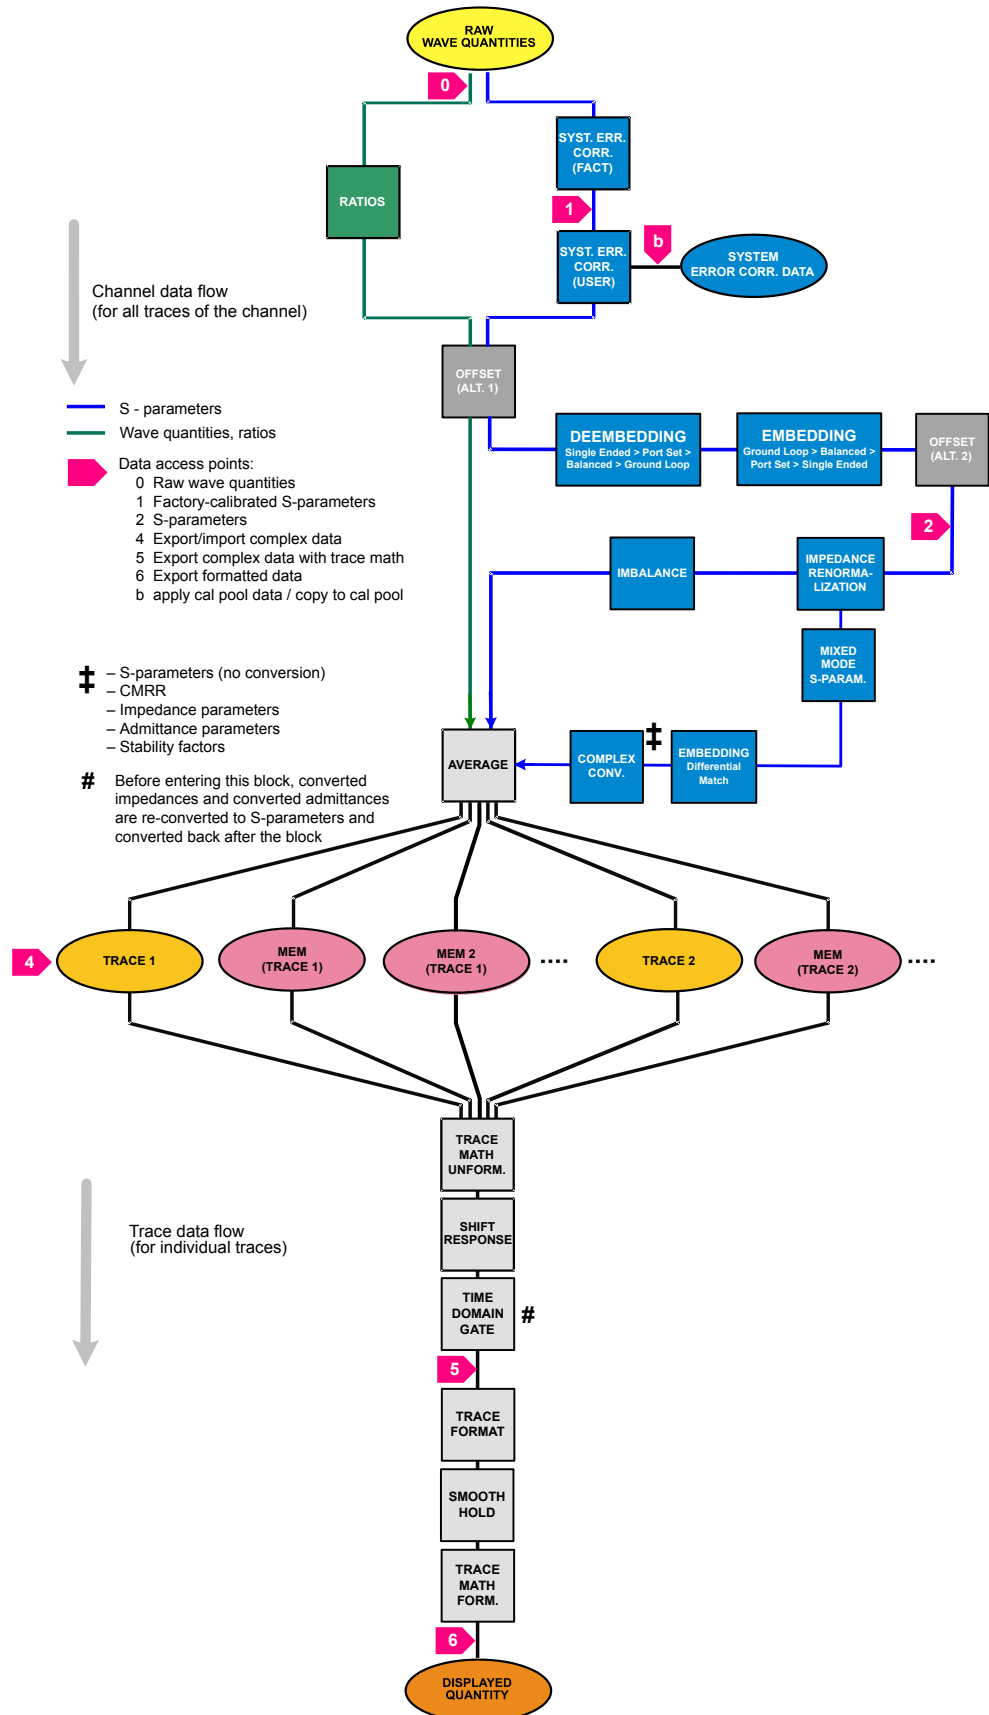 RAW
WAVE QUANTITIES
0
SYST. ERR.
CORR.
(FACT)
RATIOS
1
b
SYST. ERR.
CORR.
(USER)
SYSTEM
ERROR CORR. DATA
Channel data flow
(for all traces of the channel)
OFFSET
(ALT. 1)
S - parameters
Wave quantities, ratios
DEEMBEDDING
Single Ended > Port Set >
Balanced > Ground Loop
EMBEDDING
Ground Loop > Balanced >
Port Set > Single Ended
OFFSET
(ALT. 2)
Data access points:
0 Raw wave quantities
1 Factory-calibrated S-parameters
2 S-parameters
4 Export/import complex data
5 Export complex data with trace math
6 Export formatted data
b apply cal pool data / copy to cal pool
2
IMBALANCE
IMPEDANCE
RENORMA-
LIZATION
MIXED
MODE
S-PARAM.
‡ – S-parameters (no conversion)
– CMRR
– Impedance parameters
– Admittance parameters
– Stability factors
AVERAGE
COMPLEX
CONV.
‡
EMBEDDING
Differential
Match
# Before entering this block, converted
impedances and converted admittances
are re-converted to S-parameters and
converted back after the block
4
TRACE 1
MEM
(TRACE 1)
MEM 2
(TRACE 1)
....
TRACE 2
MEM
(TRACE 2)
....
TRACE
MATH
UNFORM.
Trace data flow
(for individual traces)
SHIFT
RESPONSE
TIME
DOMAIN
GATE
#
5
TRACE
FORMAT
SMOOTH
HOLD
TRACE
MATH
FORM.
6
DISPLAYED
QUANTITY